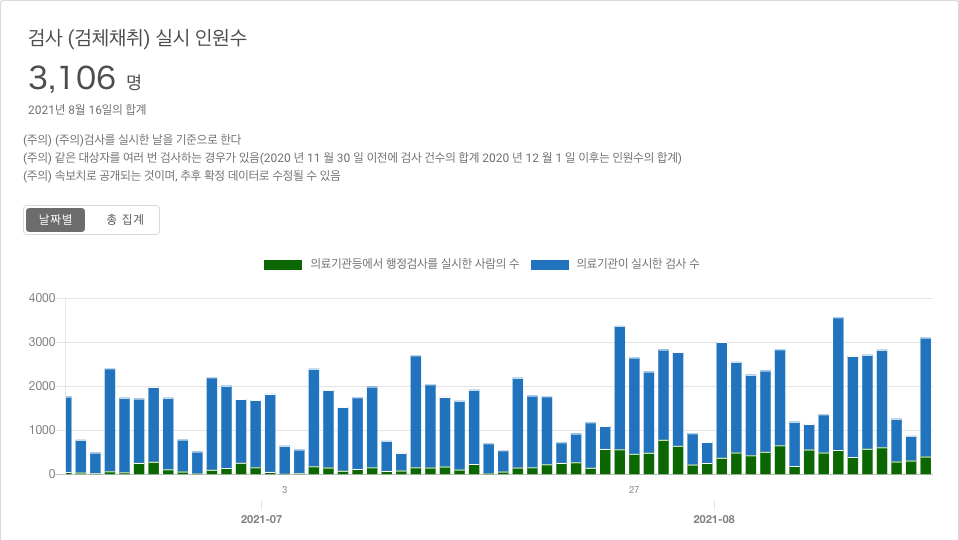 검사 (검체채취) 실시 인원수
3,106 명
2021년 8월 16일의 합계
(주의) (주의)검사를 실시한 날을 기준으로 한다
(주의) 같은 대상자를 여러 번 검사하는 경우가 있음(2020 년 11 월 30 일 이전에 검사 건수의 합계 2020 년 12 월 1 일 이후는 인원수의 합계)
(주의) 속보치로 공개되는 것이며, 추후 확정 데이터로 수정될 수 있음
날짜별 총 집계
의료기관등에서 행정검사를 실시한 사람의 수 의료기관이 실시한 검사 수
4000
3000
2000
1000
0
3 27
2021-07 2021-08